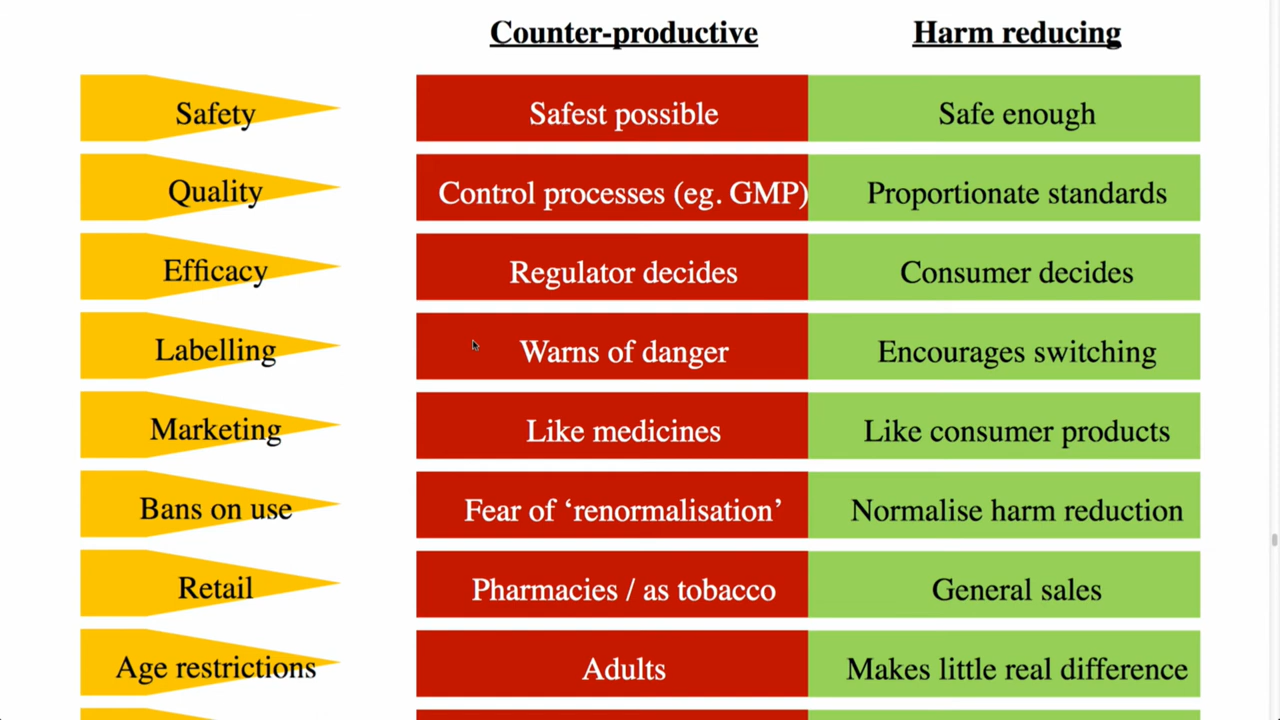 Counter-productive Harm reducing
Safety Safest possible Safe enough
Quality Control processes (eg. GMP) Proportionate standards
Efficacy Regulator decides Consumer decides
Labelling Warns of danger Encourages switching
Marketing Like medicines Like consumer products
Bans on use Fear of ‘renormalisation’ Normalise harm reduction
Retail Pharmacies / as tobacco General sales
Age restrictions Adults Makes little real difference